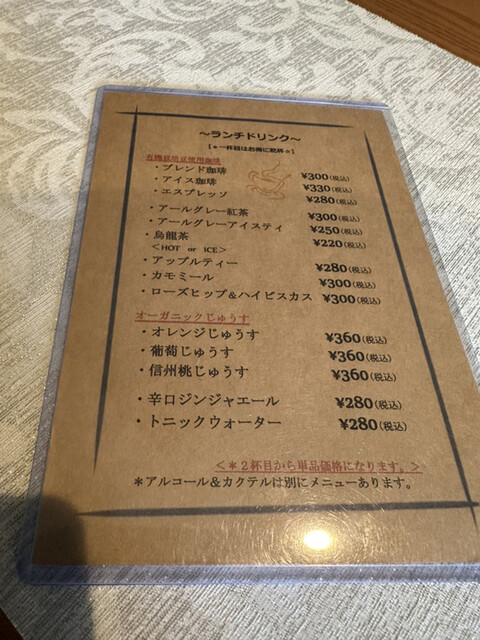 ～ランチドリンク～
【★一杯目はお得に乾杯☆】
有機栽培豆使用珈琲
・ブレンド珈琲 ¥300(税込)
・アイス珈琲 ¥330(税込)
・エスプレッソ ¥280(税込)
・アールグレー紅茶 ¥300(税込)
・アールグレーアイスティ ¥250(税込)
・烏龍茶 ¥220(税込)
＜HOT or ICE＞
・アップルティー ¥280(税込)
・カモミール ¥300(税込)
・ローズヒップ＆ハイビスカス ¥300(税込)
オーガニックじゅうす
・オレンジじゅうす ¥360(税込)
・葡萄じゅうす ¥360(税込)
・信州桃じゅうす ¥360(税込)
・辛口ジンジャエール ¥280(税込)
・トニックウォーター ¥280(税込)
＜＊２杯目から単品価格になります。＞
＊アルコール＆カクテルは別にメニューあります。